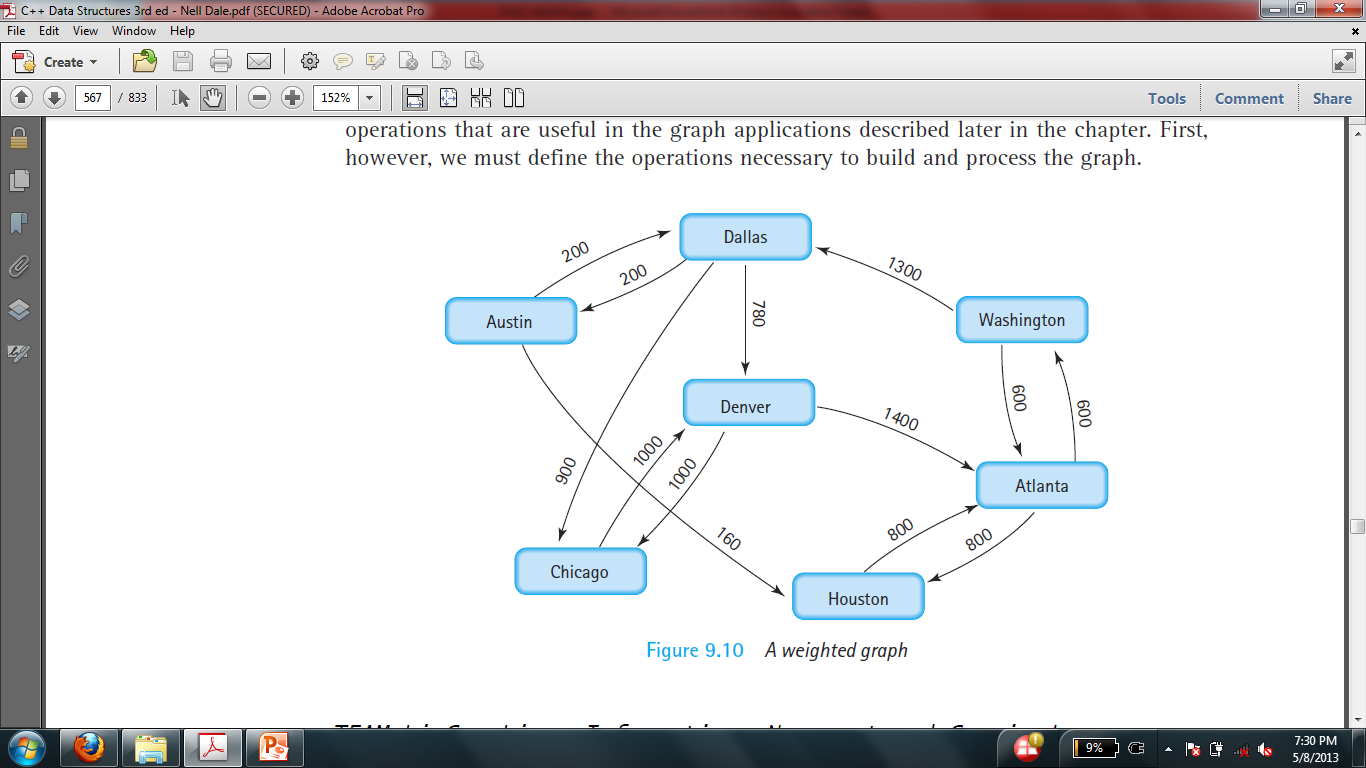 C++ Data Structures 3rd ed - Nell Dale.pdf (SECURED) - Adobe Acrobat Pro
File Edit View Window Help
Create
567 / 833 152% Tools Comment Share
operations that are useful in the graph applications described later in the chapter. First,
however, we must define the operations necessary to build and process the graph.
Dallas
200
200
1300
Austin
780
Washington
Denver
600
600
1400
1000
1000
900
Atlanta
160
800
800
Chicago
Houston
Figure 9.10 A weighted graph
9% 7:30 PM
5/8/2013